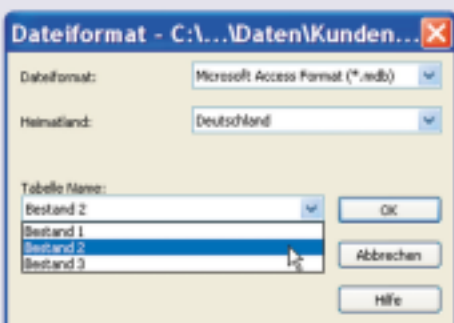 Dateiformat - C:\...\Daten\Kunden...
Dateiformat: Microsoft Access Format (*.mdb)
Heimatland: Deutschland
Tabelle Name:
Bestand 2 OK
Bestand 1
Bestand 2 Abbrechen
Bestand 3
Hilfe